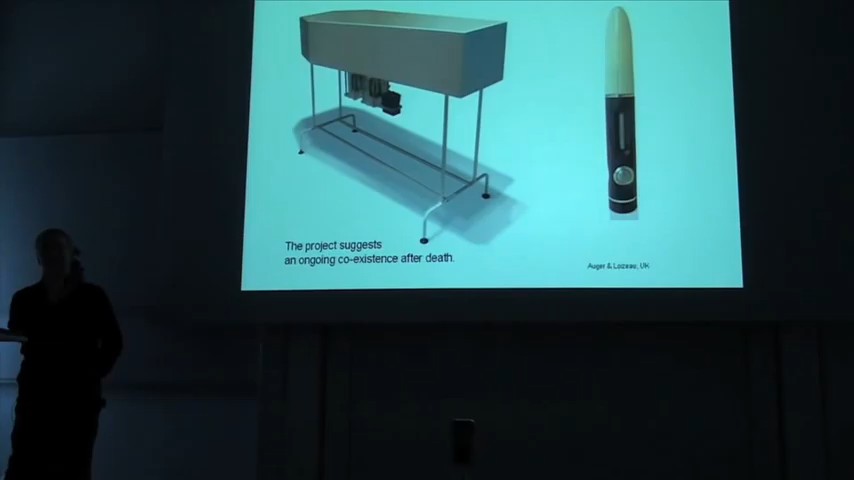 The project suggests
an ongoing co-existence after death.
Auger & Loizeau, UK